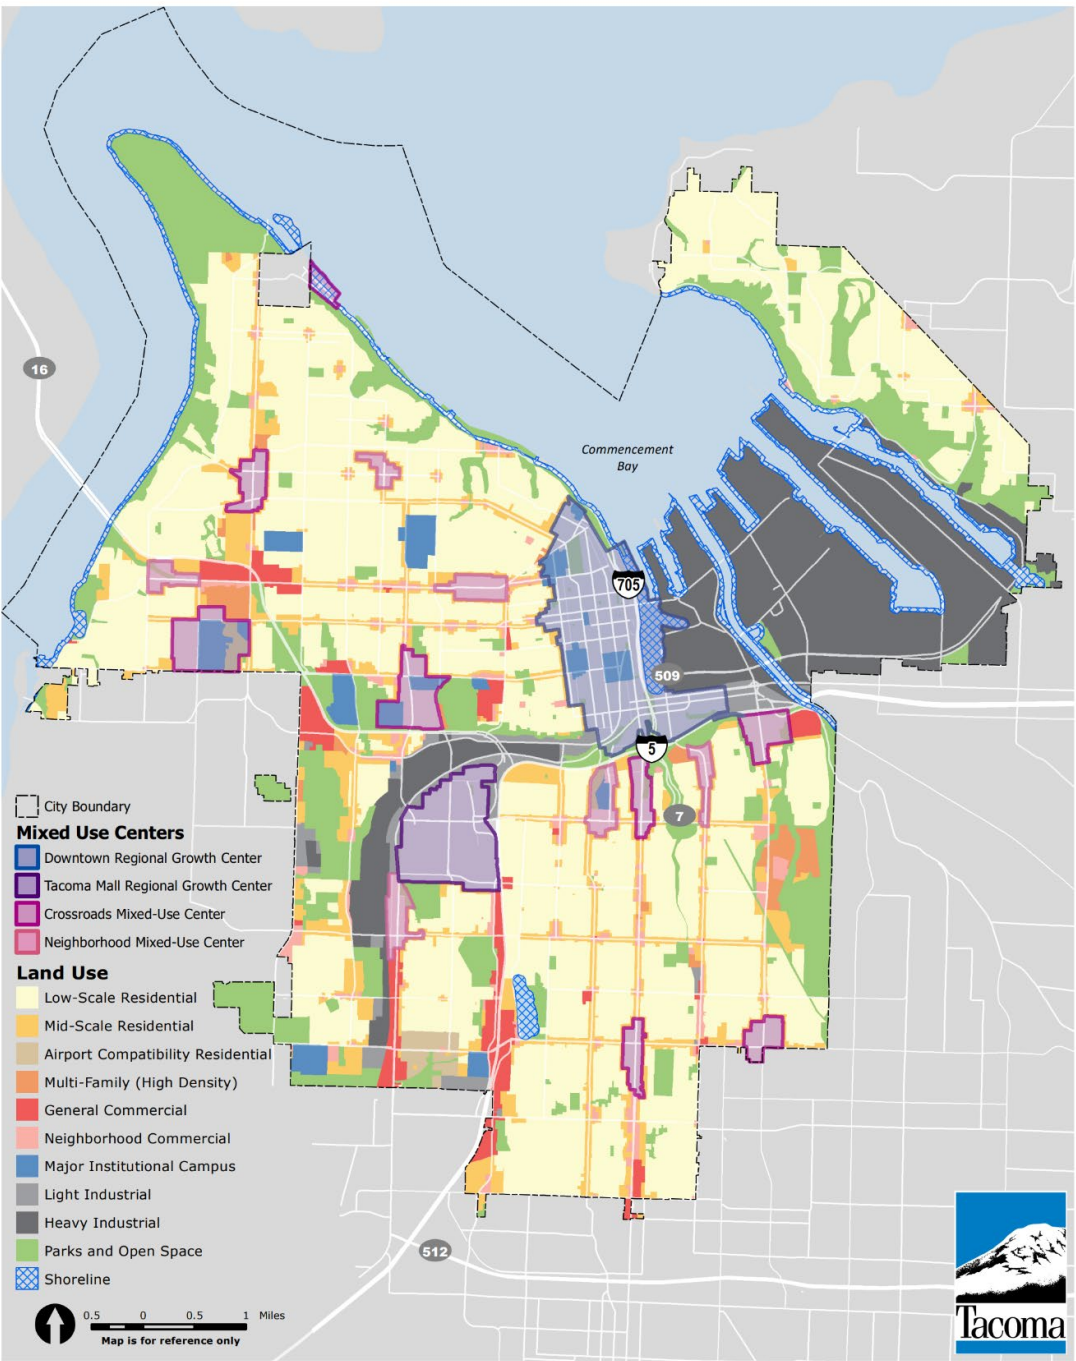 16
Commencement
Bay
705
509
5
7
City Boundary
Mixed Use Centers
Downtown Regional Growth Center
Tacoma Mall Regional Growth Center
Crossroads Mixed-Use Center
Neighborhood Mixed-Use Center
Land Use
Low-Scale Residential
Mid-Scale Residential
Airport Compatibility Residential
Multi-Family (High Density)
General Commercial
Neighborhood Commercial
Major Institutional Campus
Light Industrial
Heavy Industrial
Parks and Open Space
Shoreline
512
0.5 0 0.5 1 Miles
Map is for reference only
Tacoma